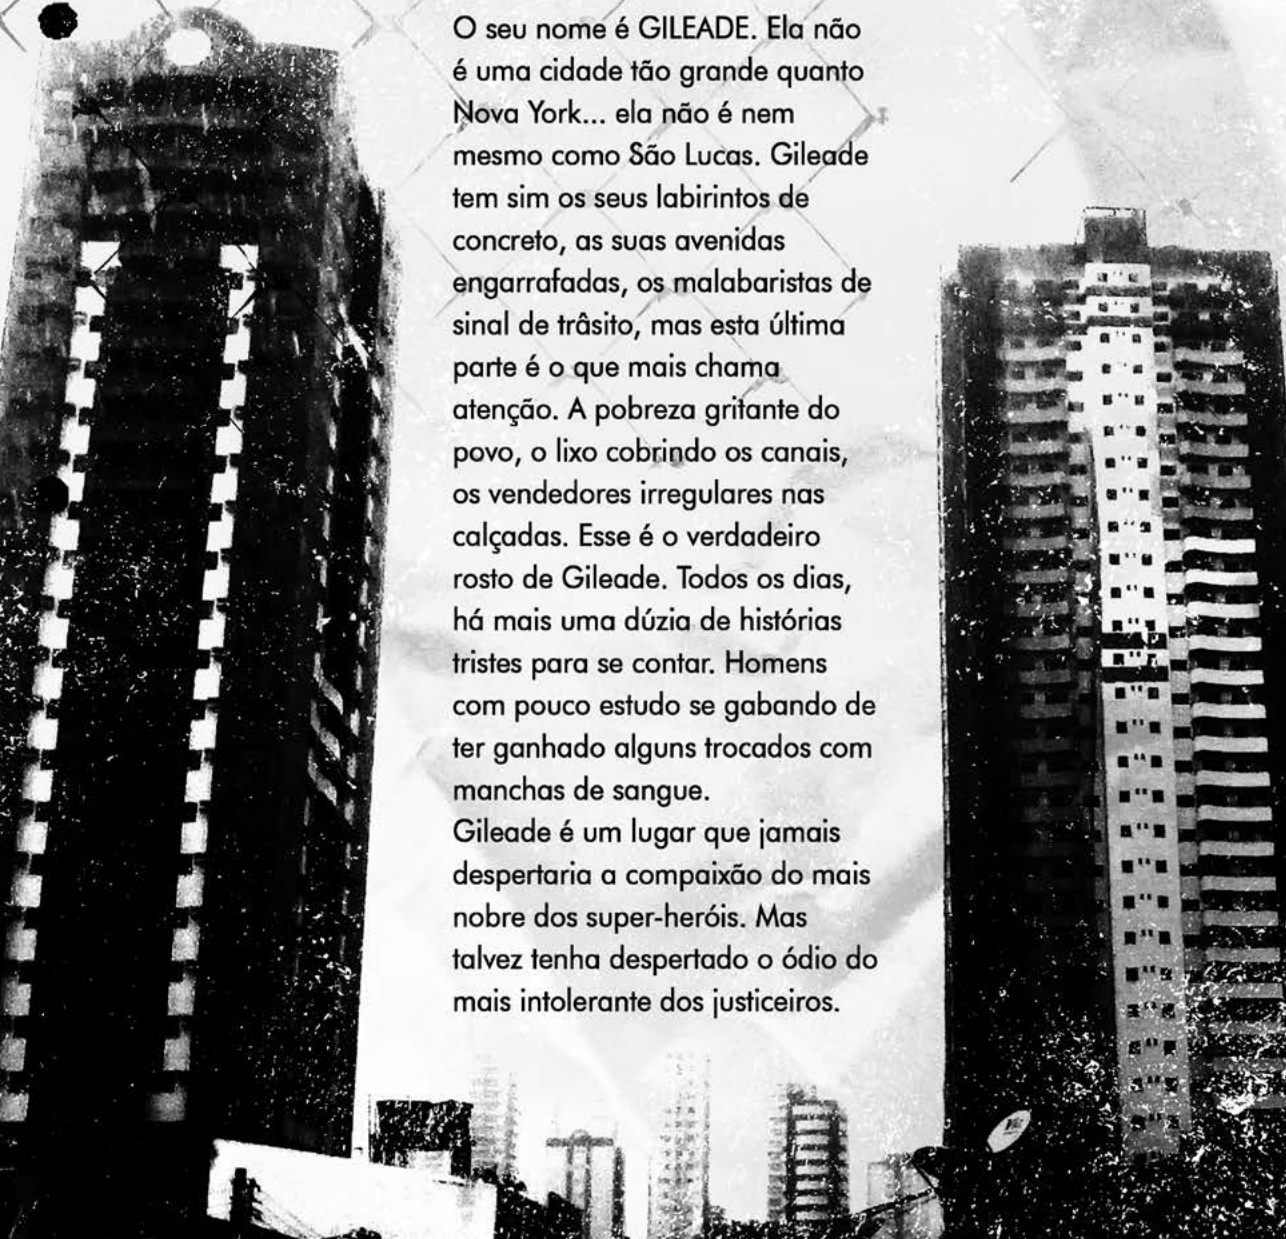 O seu nome é GILEADE. Ela não
é uma cidade tão grande quanto
Nova York... ela não é nem
mesmo como São Lucas. Gileade
tem sim os seus labirintos de
concreto, as suas avenidas
engarrafadas, os malabaristas de
sinal de trâsito, mas esta última
parte é o que mais chama
atenção. A pobreza gritante do
povo, o lixo cobrindo os canais,
os vendedores irregulares nas
calçadas. Esse é o verdadeiro
rosto de Gileade. Todos os dias,
há mais uma dúzia de histórias
tristes para se contar. Homens
com pouco estudo se gabando de
ter ganhado alguns trocados com
manchas de sangue.
Gileade é um lugar que jamais
despertaria a compaixão do mais
nobre dos super-heróis. Mas
talvez tenha despertado o ódio do
mais intolerante dos justiceiros.